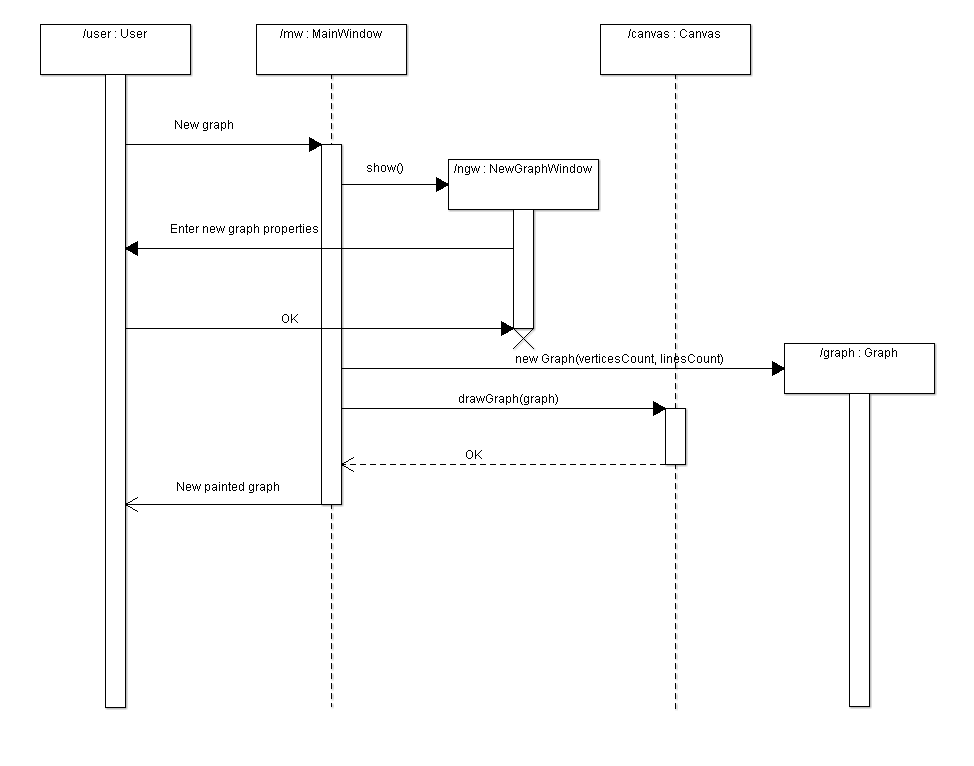 /user : User
/mw : MainWindow
/canvas : Canvas
New graph
show()
/ngw : NewGraphWindow
Enter new graph properties
OK
new Graph(verticesCount, linesCount)
/graph : Graph
drawGraph(graph)
OK
New painted graph